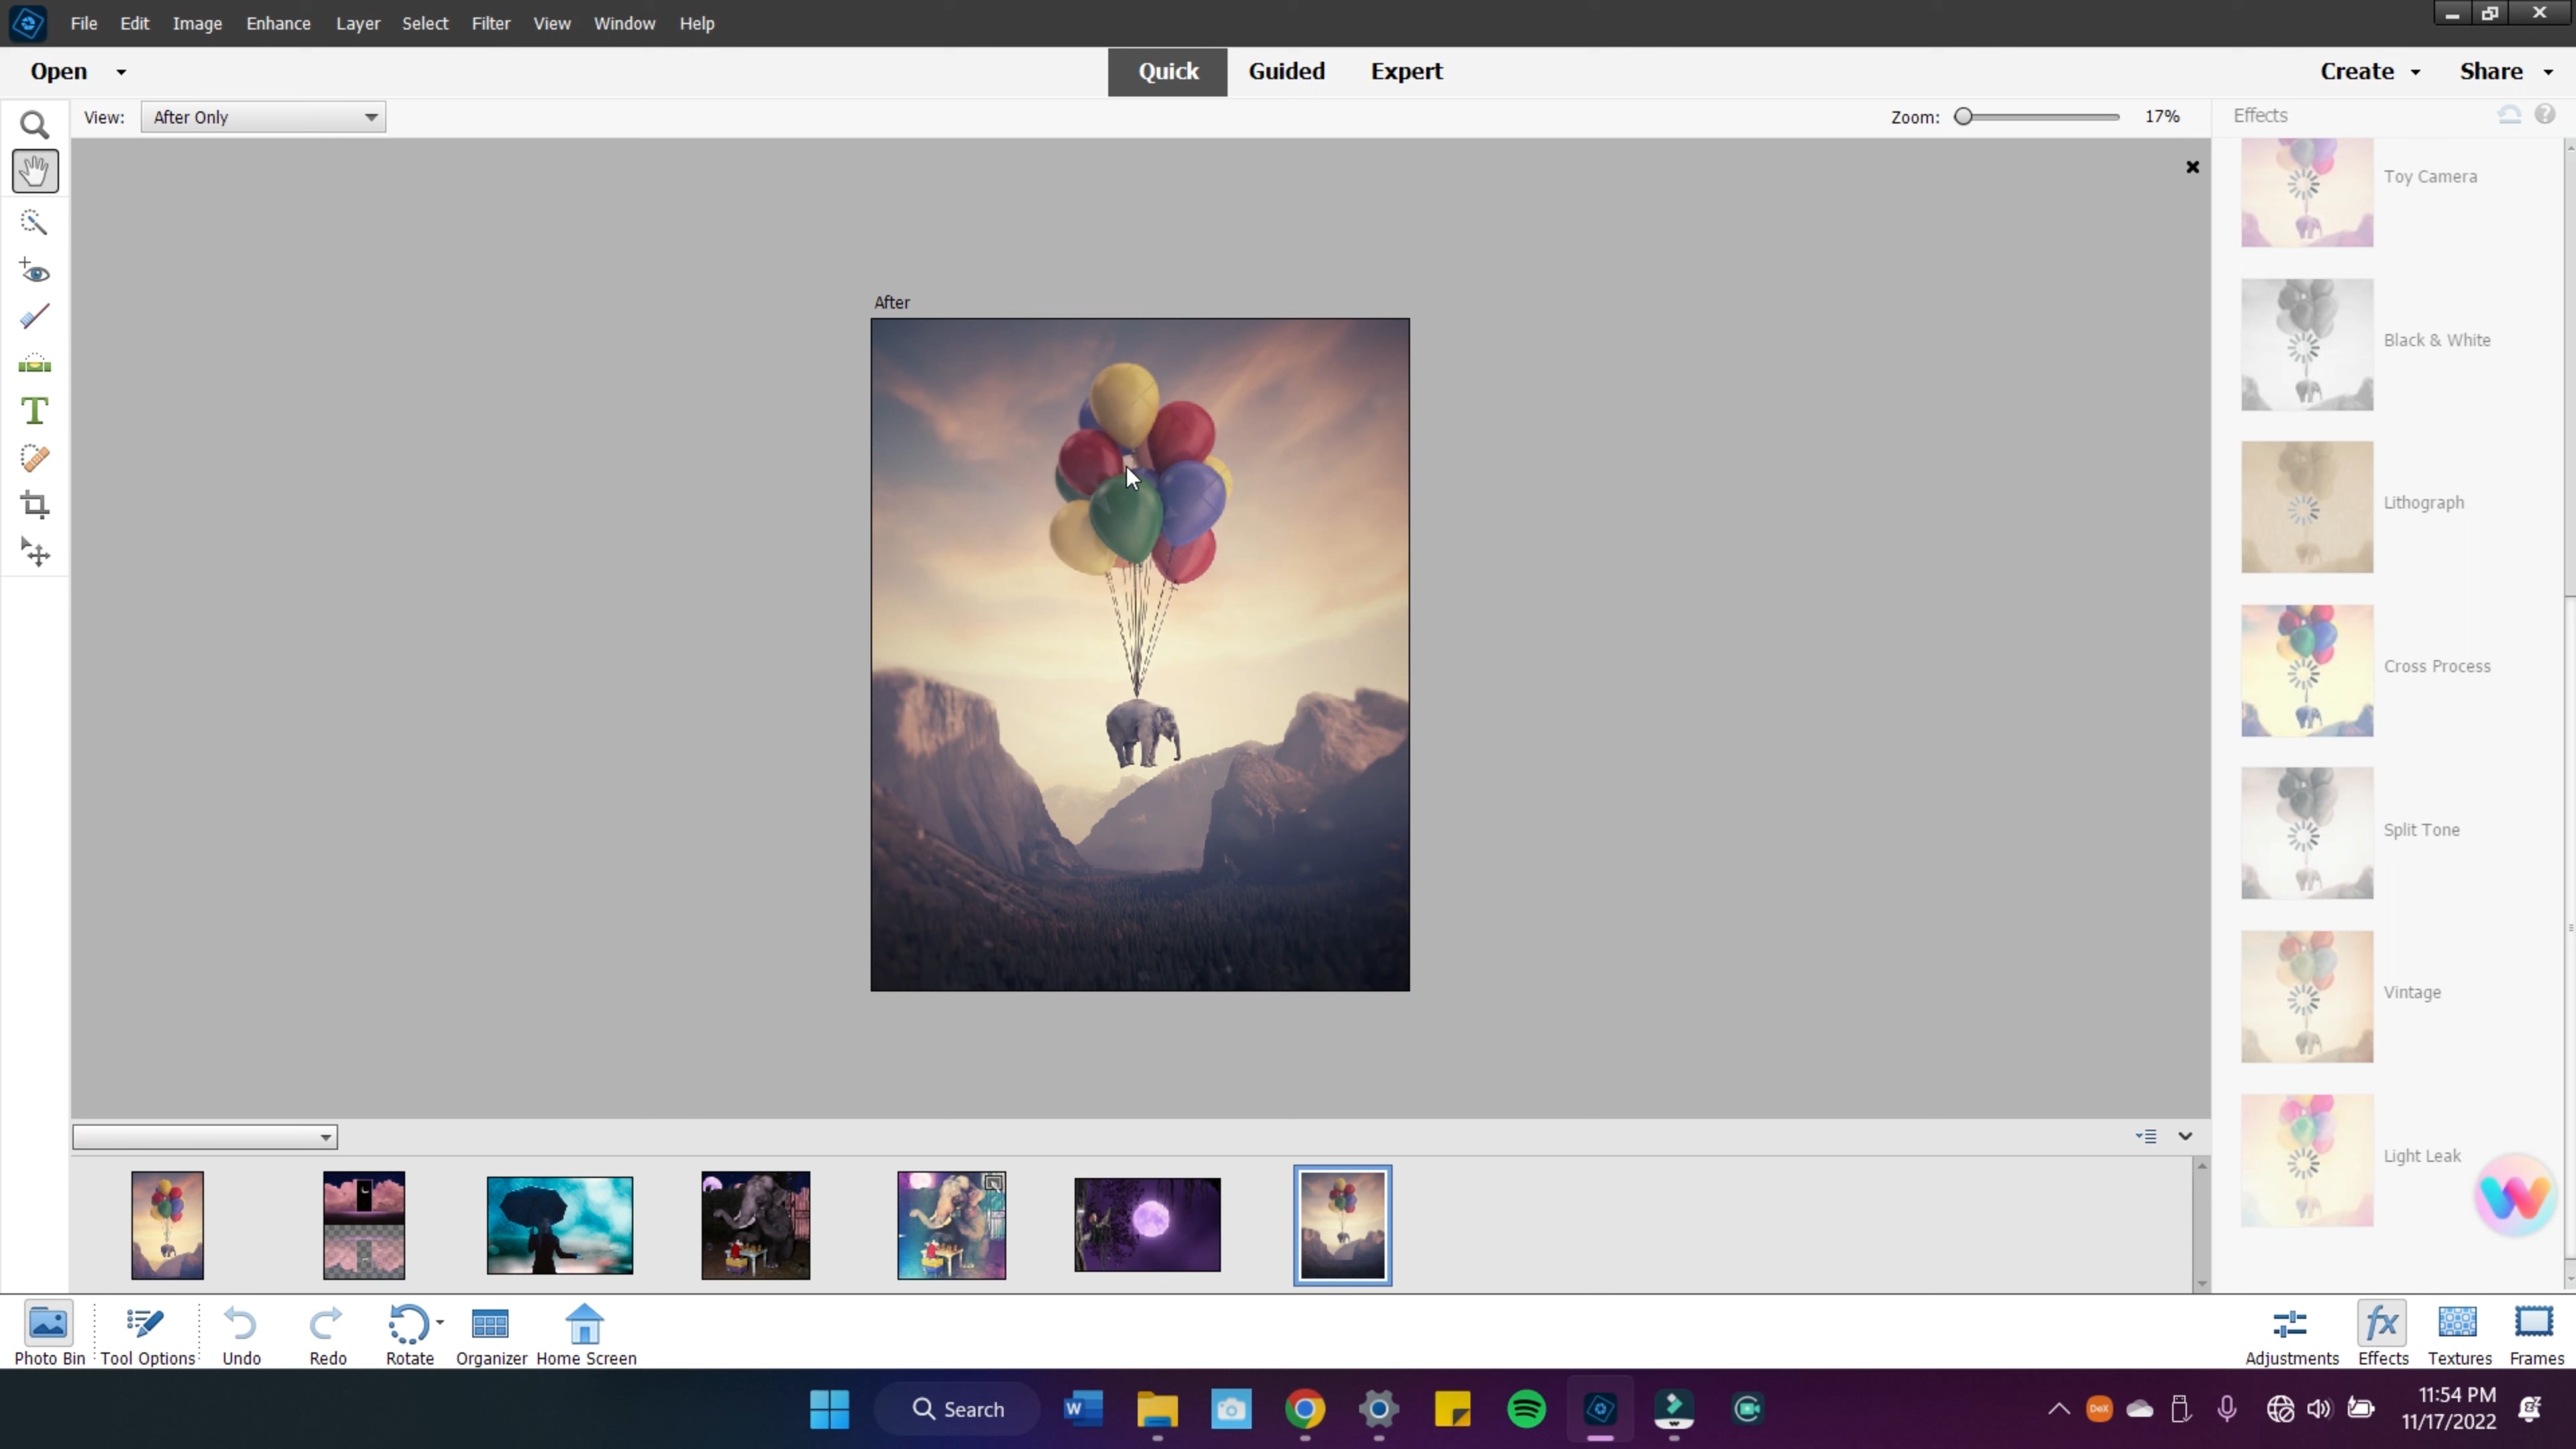 File Edit Image Enhance Layer Select Filter View Window Help
Open Quick Guided Expert Create Share
View: After Only Zoom: 17% Effects
After
Toy Camera
Black & White
Lithograph
Cross Process
Split Tone
Vintage
Light Leak
Photo Bin Tool Options Undo Redo Rotate Organizer Home Screen Adjustments Effects Textures Frames
Search
DeX
11:54 PM
11/17/2022